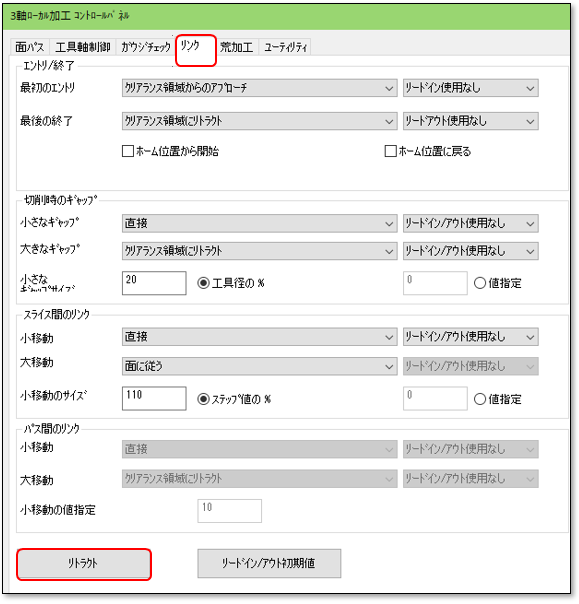 3軸ﾛｰｶﾙ加工 ｺﾝﾄﾛｰﾙﾊﾟﾈﾙ
面ﾊﾟｽ 工具軸制御 ｶﾞｳｼﾞﾁｪｯｸ ﾘﾝｸ 荒加工 ﾕｰﾃｨﾘﾃｨ
ｴﾝﾄﾘ/終了
最初のｴﾝﾄﾘ ｸﾘｱﾗﾝｽ領域からのｱﾌﾟﾛｰﾁ ﾘｰﾄﾞｲﾝ使用なし
最後の終了 ｸﾘｱﾗﾝｽ領域にﾘﾄﾗｸﾄ ﾘｰﾄﾞｱｳﾄ使用なし
ﾎｰﾑ位置から開始 ﾎｰﾑ位置に戻る
切削時のｷﾞｬｯﾌﾟ
小さなｷﾞｬｯﾌﾟ 直接 ﾘｰﾄﾞｲﾝ/ｱｳﾄ使用なし
大きなｷﾞｬｯﾌﾟ ｸﾘｱﾗﾝｽ領域にﾘﾄﾗｸﾄ ﾘｰﾄﾞｲﾝ/ｱｳﾄ使用なし
小さな
ｷﾞｬｯﾌﾟｻｲｽﾞ 20 工具径の % 0 値指定
ｽﾗｲｽ間のﾘﾝｸ
小移動 直接 ﾘｰﾄﾞｲﾝ/ｱｳﾄ使用なし
大移動 面に従う ﾘｰﾄﾞｲﾝ/ｱｳﾄ使用なし
小移動のｻｲｽﾞ 110 ｽﾃｯﾌﾟ値の % 0 値指定
ﾊﾟｽ間のﾘﾝｸ
小移動 直接 ﾘｰﾄﾞｲﾝ/ｱｳﾄ使用なし
大移動 ｸﾘｱﾗﾝｽ領域にﾘﾄﾗｸﾄ ﾘｰﾄﾞｲﾝ/ｱｳﾄ使用なし
小移動の値指定 10
ﾘﾄﾗｸﾄ ﾘｰﾄﾞｲﾝ/ｱｳﾄ初期値